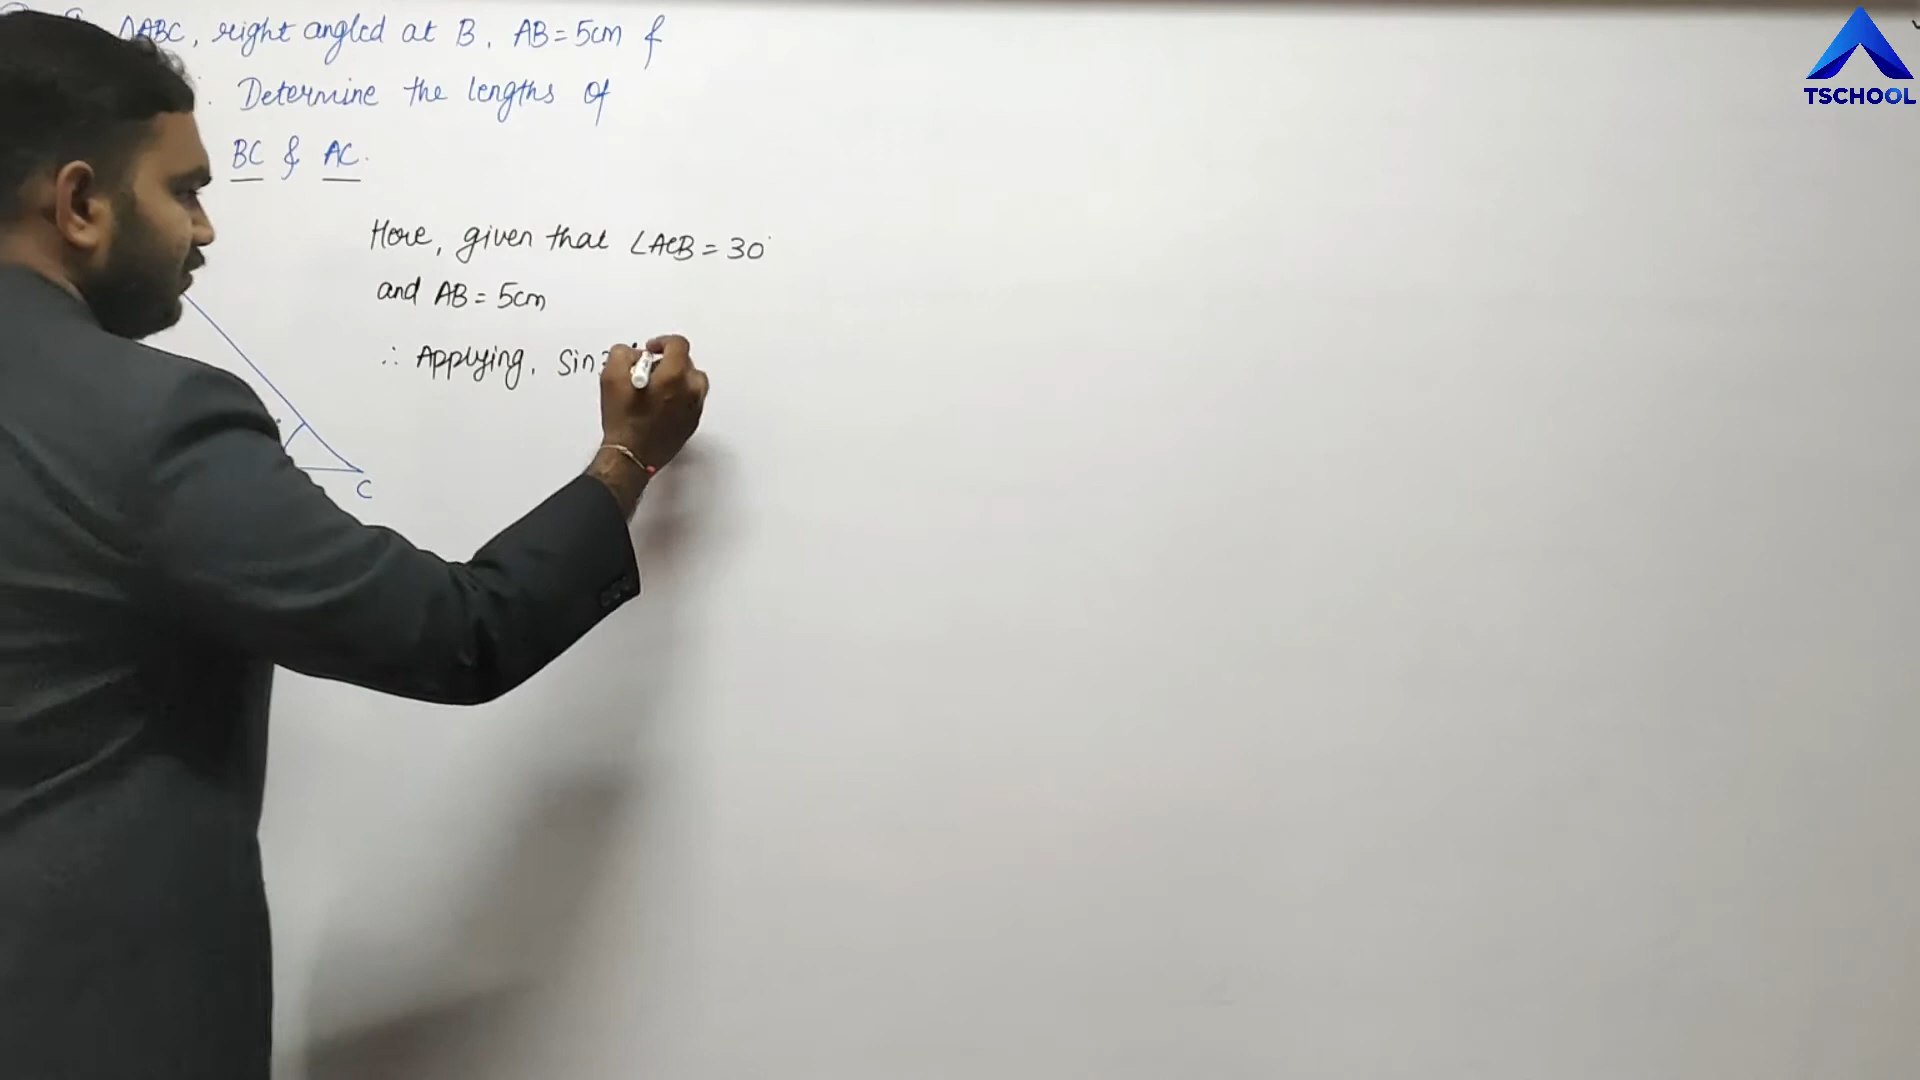 ΔABC, right angled at B, AB = 5cm &
Determine the lengths of
BC & AC.
Here, given that ∠ACB = 30°
and AB = 5cm
∴ Applying, Sin
C
TSCHOOL